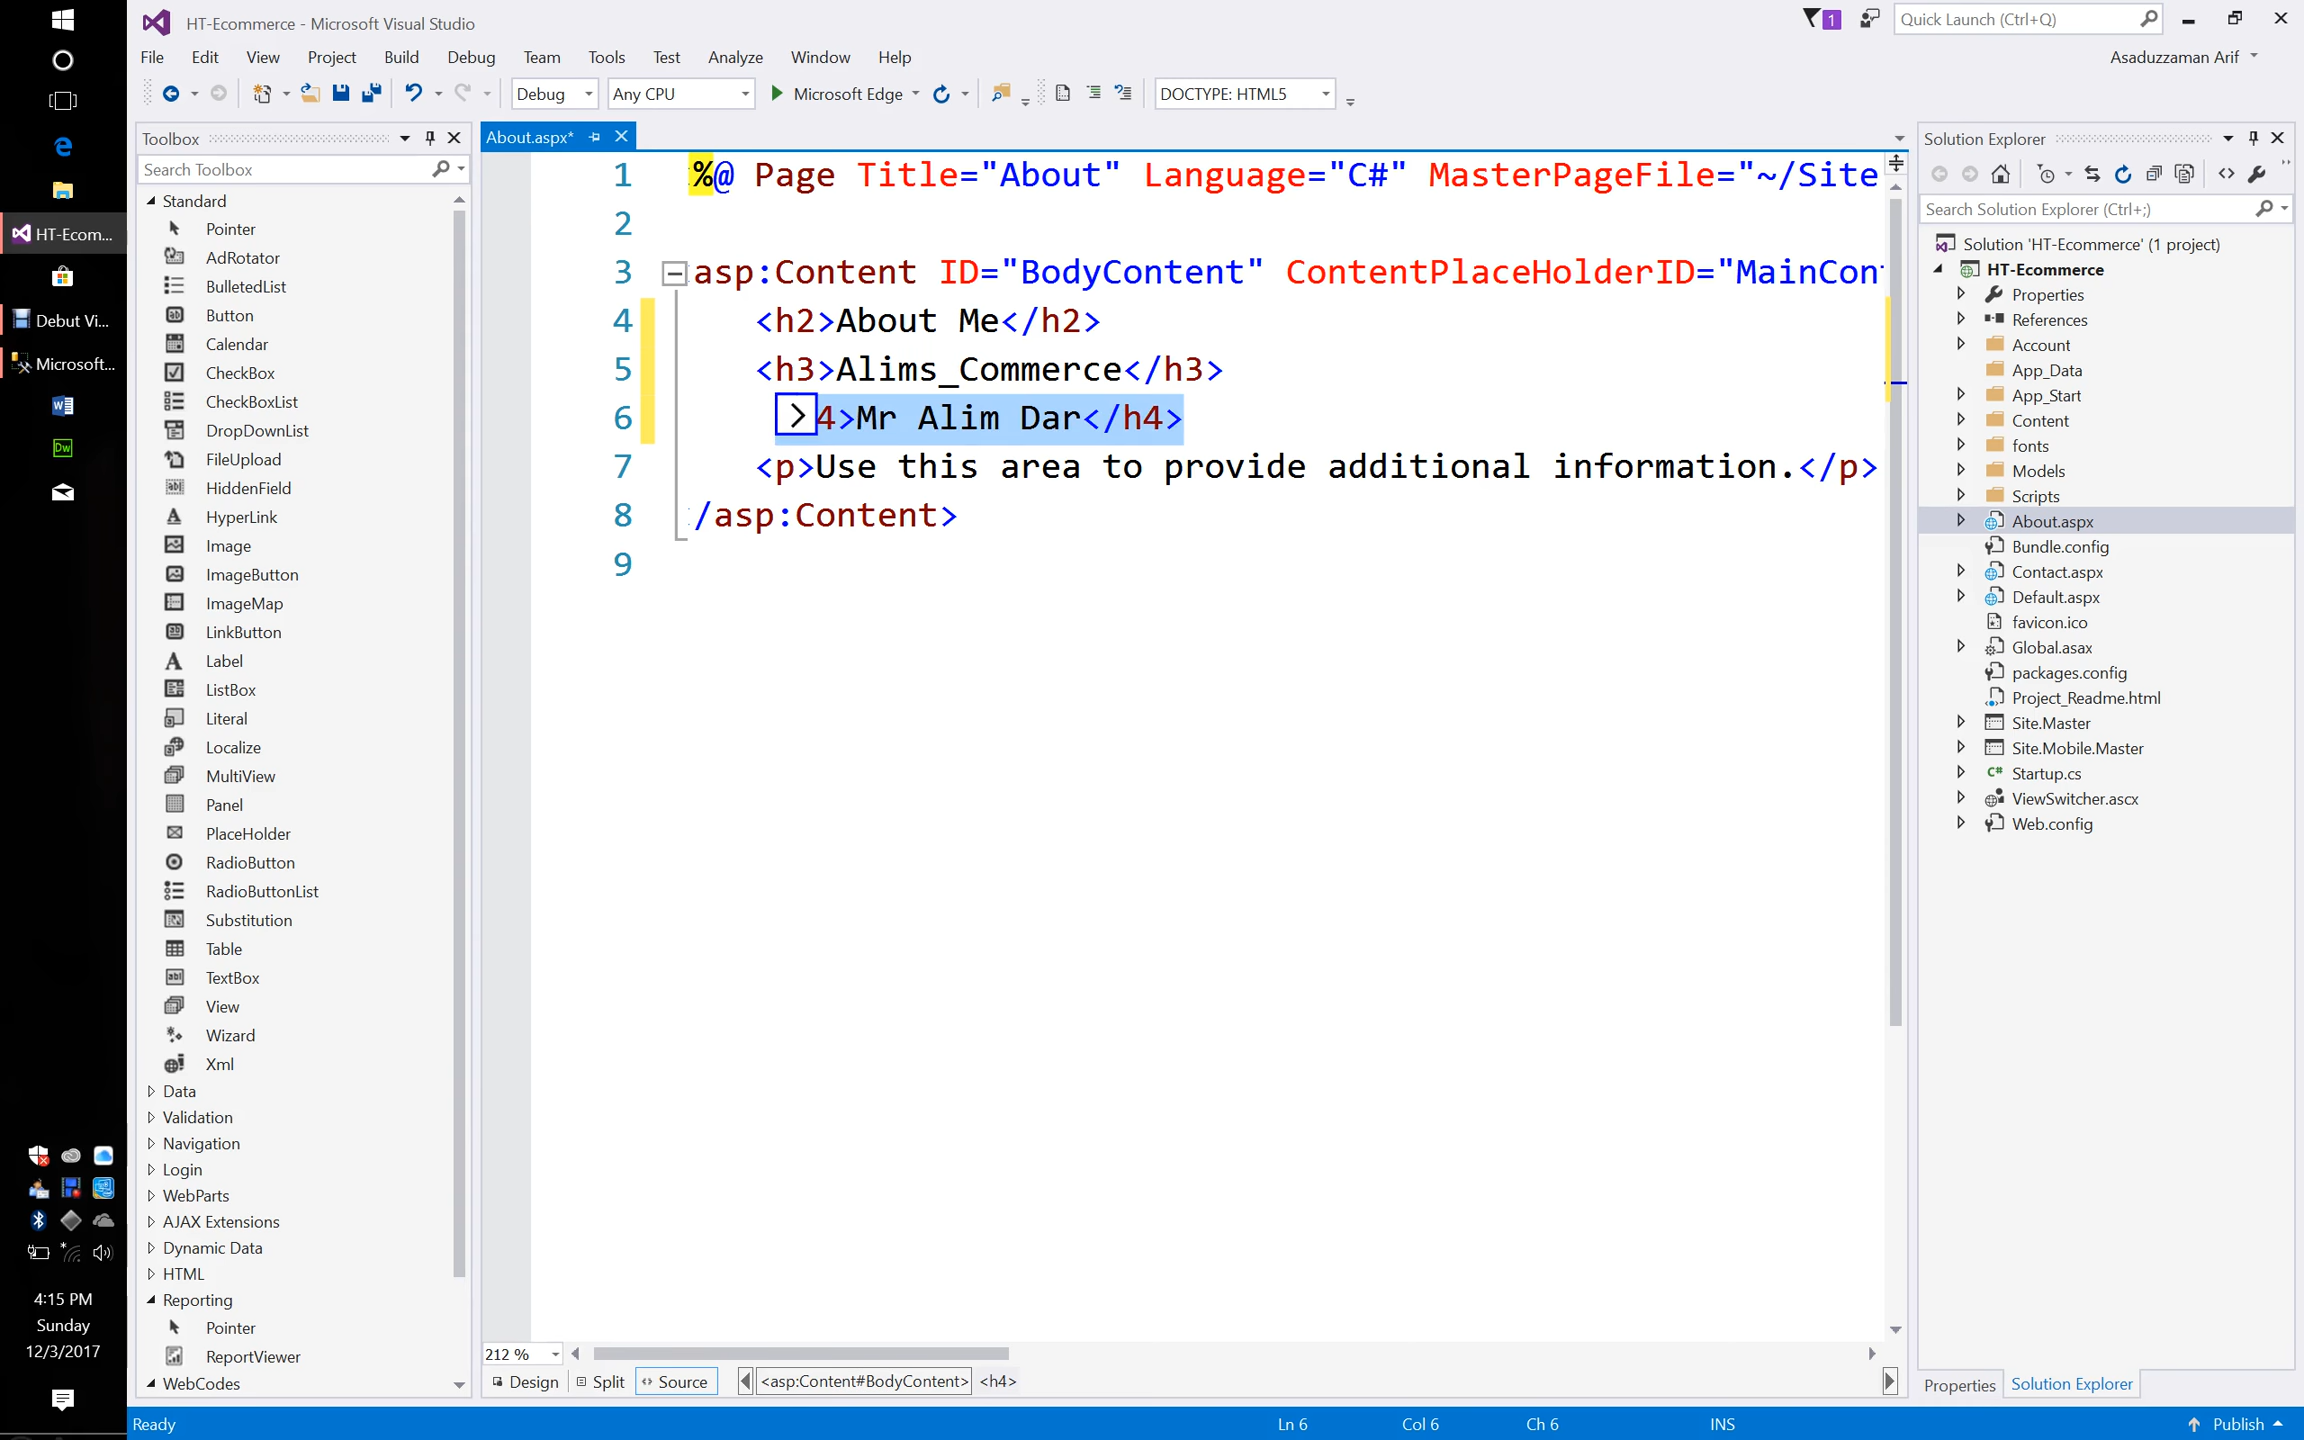 HT-Ecommerce - Microsoft Visual Studio
1
Quick Launch (Ctrl+Q)
File Edit View Project Build Debug Team Tools Test Analyze Window Help
Asaduzzaman Arif
Debug Any CPU Microsoft Edge DOCTYPE: HTML5
HT-Ecom...
Debut Vi...
Microsoft...
4:15 PM
Sunday
12/3/2017
Toolbox
Search Toolbox
Standard
Pointer
AdRotator
BulletedList
Button
Calendar
CheckBox
CheckBoxList
DropDownList
FileUpload
HiddenField
HyperLink
Image
ImageButton
ImageMap
LinkButton
Label
ListBox
Literal
Localize
MultiView
Panel
PlaceHolder
RadioButton
RadioButtonList
Substitution
Table
TextBox
View
Wizard
Xml
Data
Validation
Navigation
Login
WebParts
AJAX Extensions
Dynamic Data
HTML
Reporting
Pointer
ReportViewer
WebCodes
About.aspx*
1 %@ Page Title="About" Language="C#" MasterPageFile="~/Site
2
3 asp:Content ID="BodyContent" ContentPlaceHolderID="MainCon
4 <h2>About Me</h2>
5 <h3>Alims_Commerce</h3>
6 4>Mr Alim Dar</h4>
7 <p>Use this area to provide additional information.</p>
8 /asp:Content>
9
212 %
Design Split Source <asp:Content#BodyContent> <h4>
Solution Explorer
Search Solution Explorer (Ctrl+;)
Solution 'HT-Ecommerce' (1 project)
HT-Ecommerce
Properties
References
Account
App_Data
App_Start
Content
fonts
Models
Scripts
About.aspx
Bundle.config
Contact.aspx
Default.aspx
favicon.ico
Global.asax
packages.config
Project_Readme.html
Site.Master
Site.Mobile.Master
Startup.cs
ViewSwitcher.ascx
Web.config
Properties Solution Explorer
Ready Ln 6 Col 6 Ch 6 INS Publish